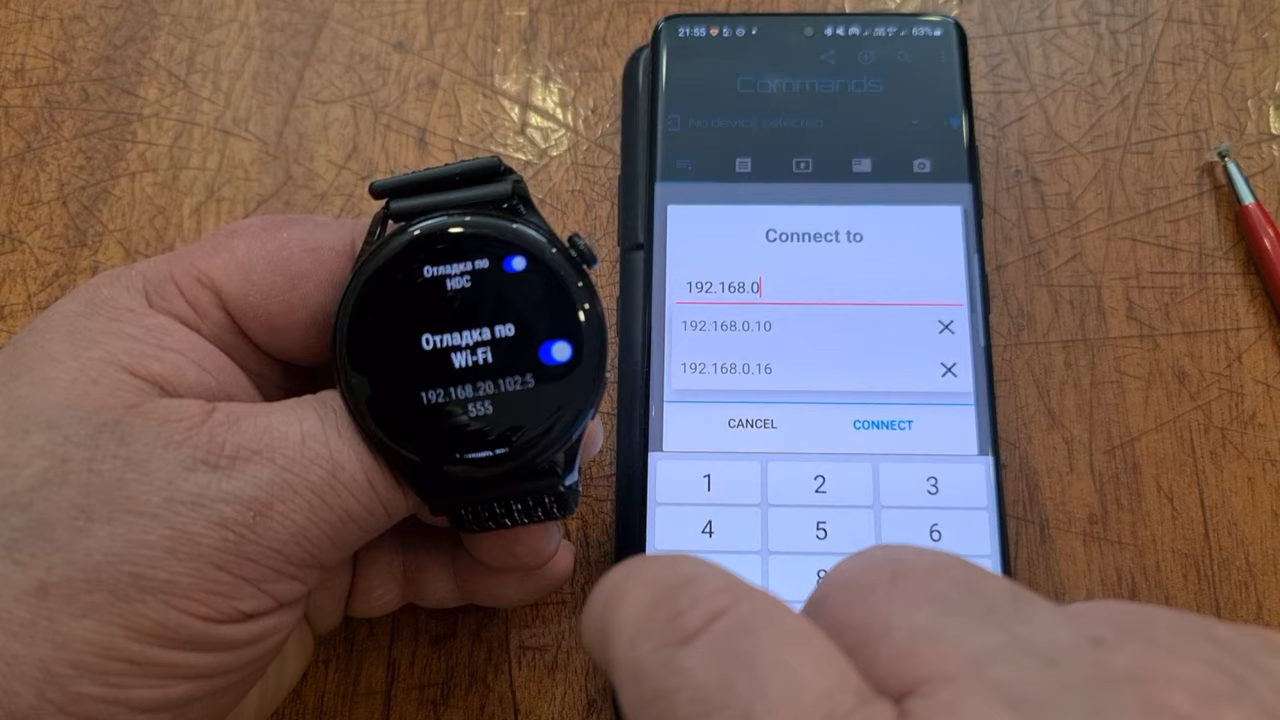 Отладка по
HDC
Отладка по
Wi-Fi
192.168.20.102:5
555
21:55
63%
Commands
No device selected
Connect to
192.168.0
192.168.0.10
192.168.0.16
CANCEL
CONNECT
1
2
3
4
5
6
8